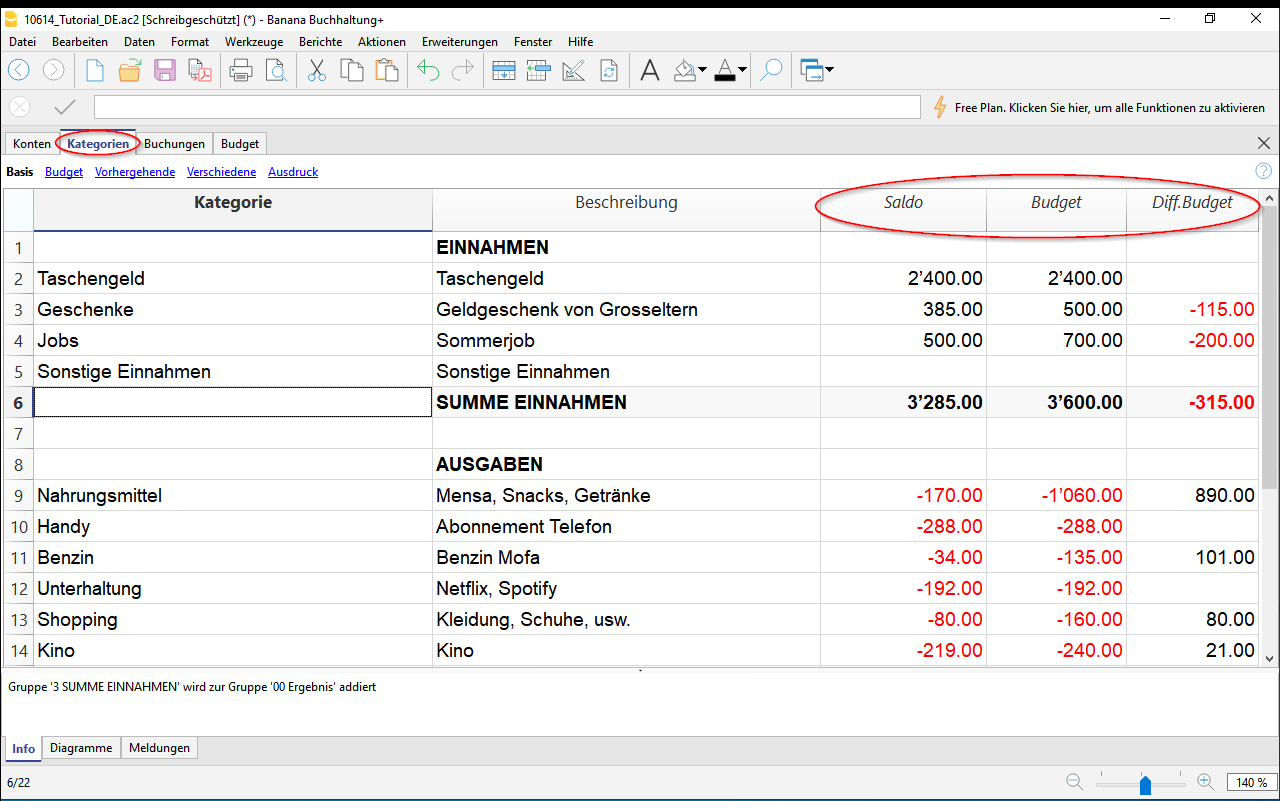 10614_Tutorial_DE.ac2 [Schreibgeschützt] (*) - Banana Buchhaltung+
Datei Bearbeiten Daten Format Werkzeuge Berichte Aktionen Erweiterungen Fenster Hilfe
Free Plan. Klicken Sie hier, um alle Funktionen zu aktivieren
Konten Kategorien Buchungen Budget
Basis Budget Vorhergehende Verschiedene Ausdruck
Kategorie Beschreibung Saldo Budget Diff.Budget
1 EINNAHMEN
2 Taschengeld Taschengeld 2’400.00 2’400.00
3 Geschenke Geldgeschenk von Grosseltern 385.00 500.00 -115.00
4 Jobs Sommerjob 500.00 700.00 -200.00
5 Sonstige Einnahmen Sonstige Einnahmen
6 SUMME EINNAHMEN 3’285.00 3’600.00 -315.00
7
8 AUSGABEN
9 Nahrungsmittel Mensa, Snacks, Getränke -170.00 -1’060.00 890.00
10 Handy Abonnement Telefon -288.00 -288.00
11 Benzin Benzin Mofa -34.00 -135.00 101.00
12 Unterhaltung Netflix, Spotify -192.00 -192.00
13 Shopping Kleidung, Schuhe, usw. -80.00 -160.00 80.00
14 Kino Kino -219.00 -240.00 21.00
Gruppe '3 SUMME EINNAHMEN' wird zur Gruppe '00 Ergebnis' addiert
Info Diagramme Meldungen
6/22 140 %